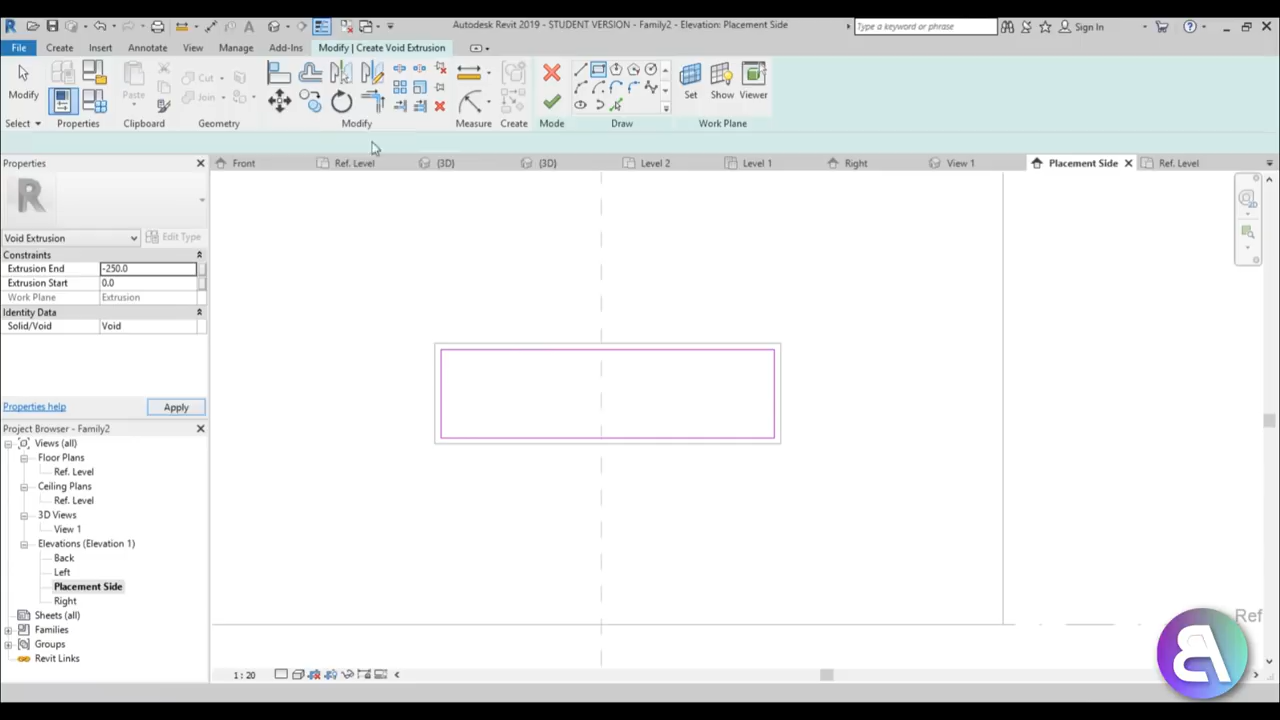 Autodesk Revit 2019 - STUDENT VERSION - Family2 - Elevation: Placement Side
Type a keyword or phrase
Sign In
File Create Insert Annotate View Manage Add-Ins Modify | Create Void Extrusion
Modify
Paste
Cut
Join
Set Show Viewer
Select Properties Clipboard Geometry Modify Measure Create Mode Draw Work Plane
Properties
Front Ref. Level {3D} {3D} Level 2 Level 1 Right View 1 Placement Side Ref. Level
Void Extrusion Edit Type
Constraints
Extrusion End -250.0
Extrusion Start 0.0
Work Plane Extrusion
Identity Data
Solid/Void Void
Properties help Apply
Project Browser - Family2
Views (all)
Floor Plans
Ref. Level
Ceiling Plans
Ref. Level
3D Views
View 1
Elevations (Elevation 1)
Back
Left
Placement Side
Right
Sheets (all)
Families
Groups
Revit Links
Ref
1 : 20